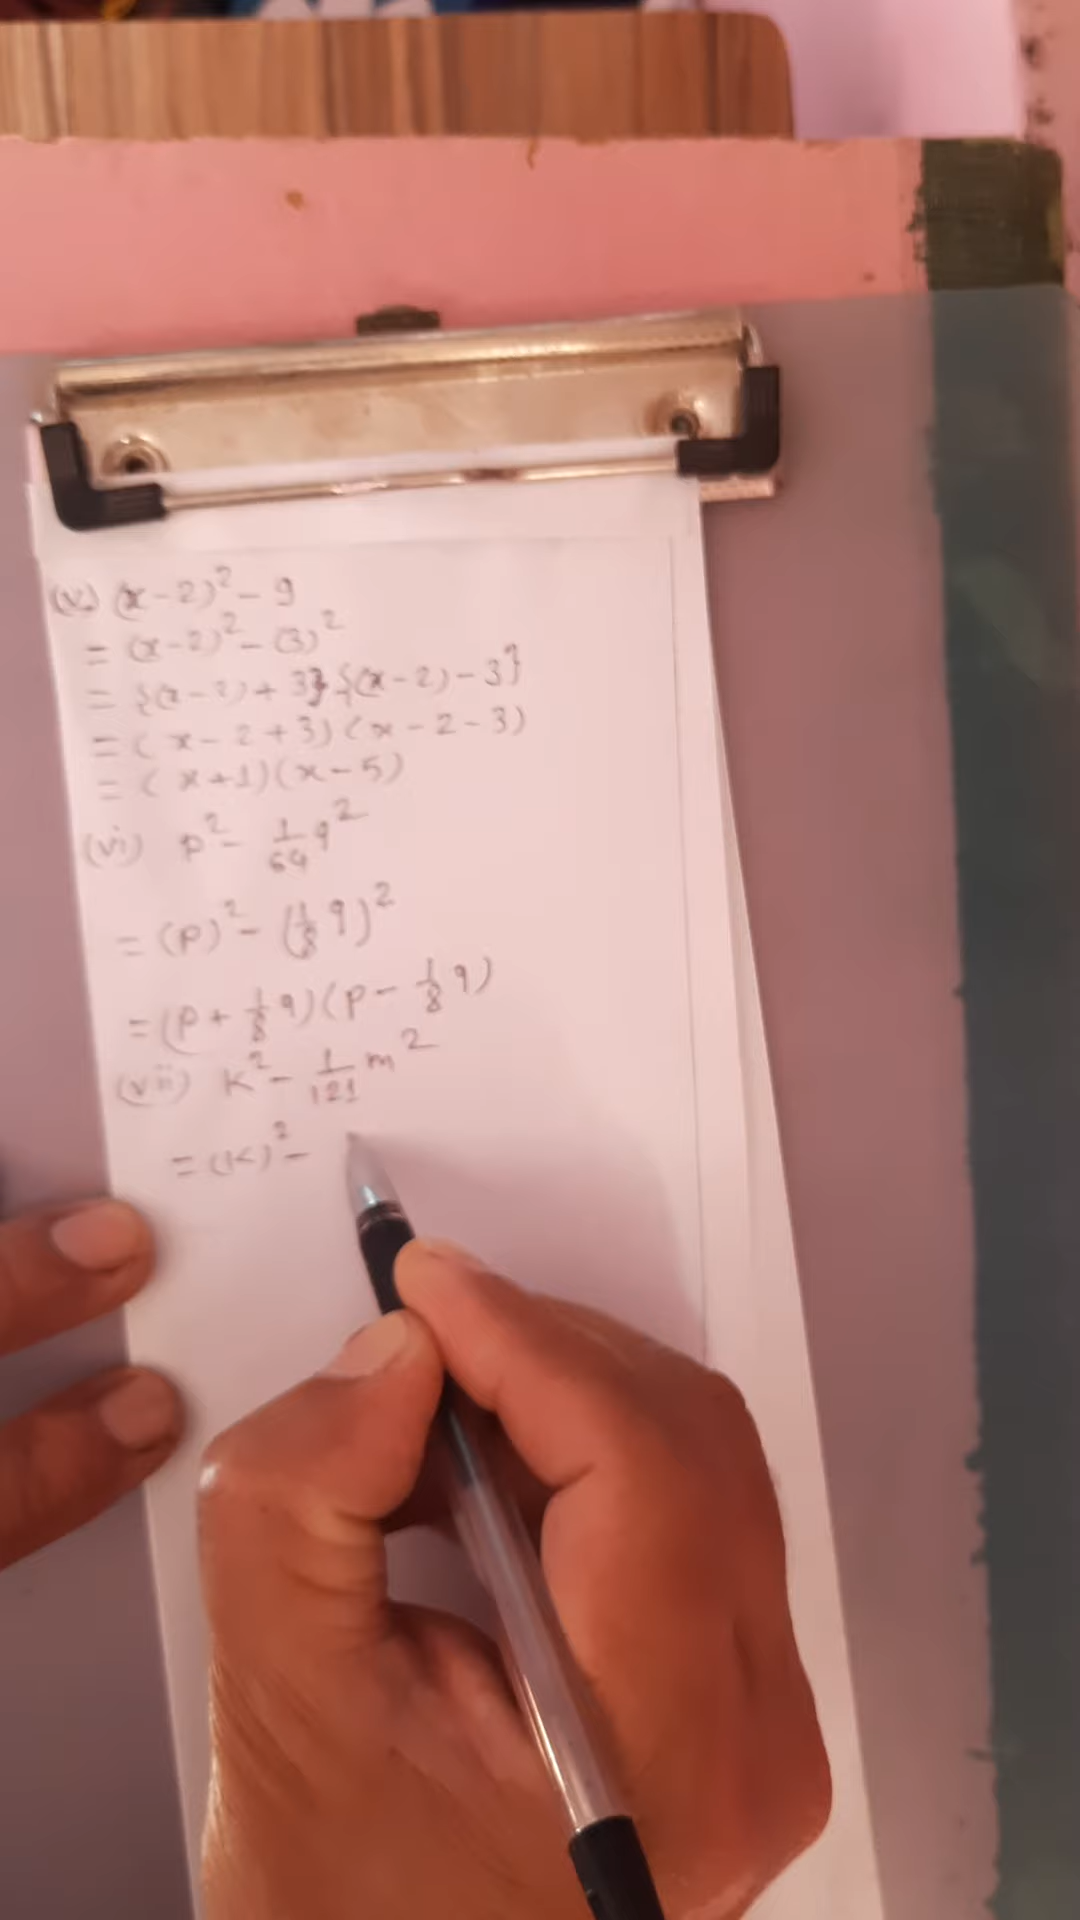 (v) (x-2)² - 9
= (x-2)² - (3)²
= {(x-2) + 3} {(x-2) - 3}
= (x - 2 + 3) (x - 2 - 3)
= (x+1) (x - 5)
(vi) p² - 1/64 q²
= (p)² - (1/8 q)²
= (p + 1/8 q) (p - 1/8 q)
(vii) k² - 1/121 m²
= (k)² -